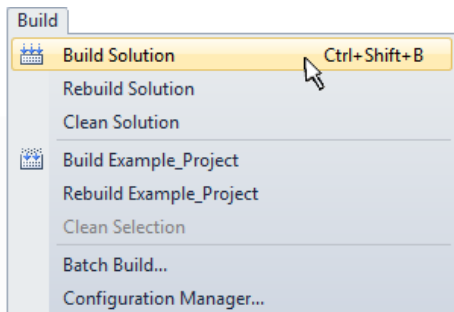 Build
Build Solution Ctrl+Shift+B
Rebuild Solution
Clean Solution
Build Example_Project
Rebuild Example_Project
Clean Selection
Batch Build...
Configuration Manager...